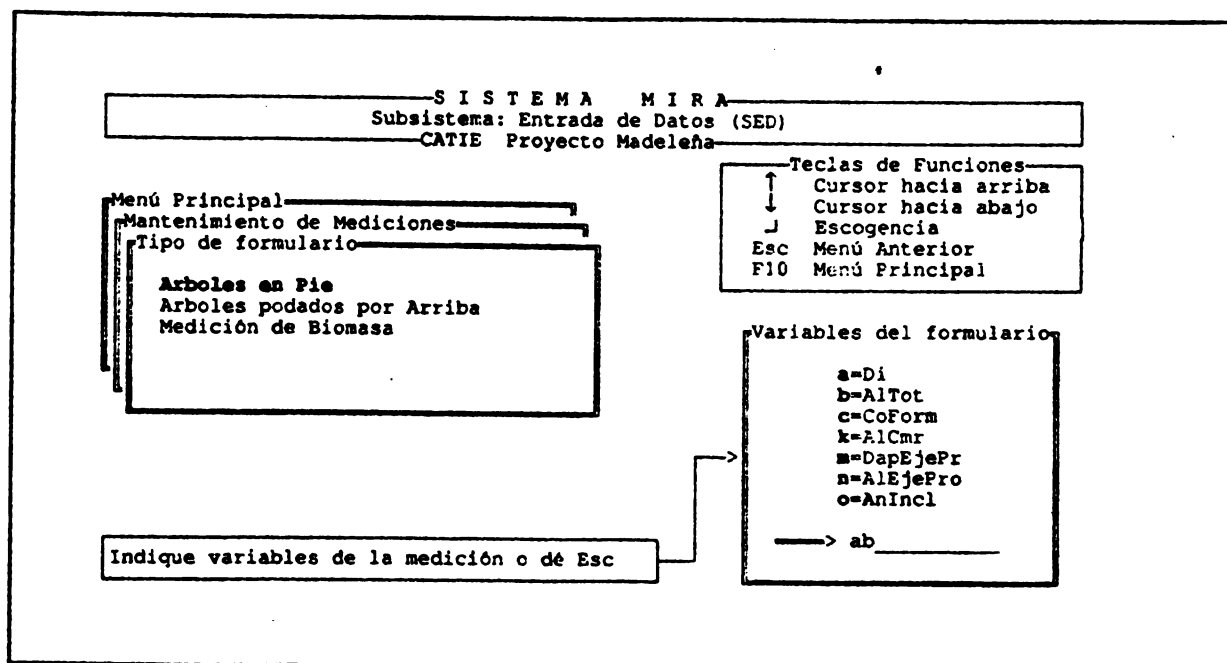 S I S T E M A M I R A
Subsistema: Entrada de Datos (SED)
CATIE Proyecto Madeleña
Teclas de Funciones
↑ Cursor hacia arriba
↓ Cursor hacia abajo
┘ Escogencia
Esc Menú Anterior
F10 Menú Principal
Menú Principal
Mantenimiento de Mediciones
Tipo de formulario
Arboles en Pie
Arboles podados por Arriba
Medición de Biomasa
Variables del formulario
a=Di
b=AlTot
c=CoForm
k=AlCmr
m=DapEjePr
n=AlEjePro
o=AnIncl
> ab
Indique variables de la medición o dé Esc